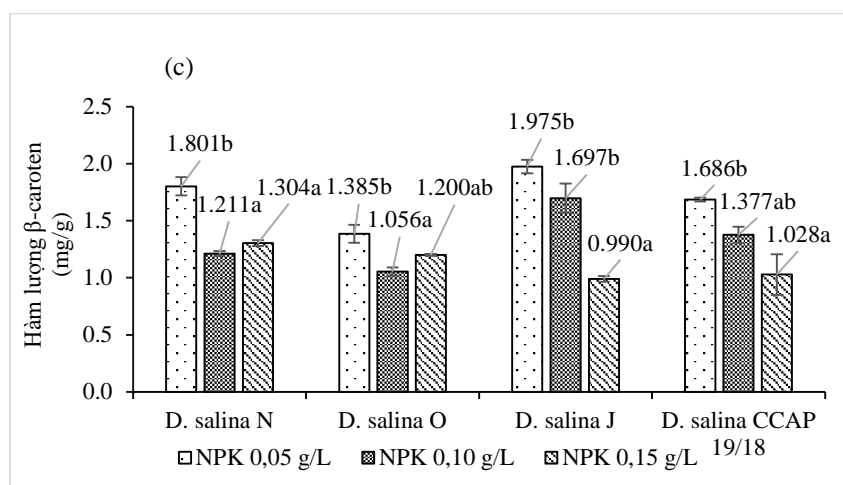 (c)
Hàm lượng β-caroten
(mg/g)
2.5
2.0
1.5
1.0
0.5
0.0
1.801b
1.211a
1.304a
1.385b
1.056a
1.200ab
1.975b
1.697b
0.990a
1.686b
1.377ab
1.028a
D. salina N
D. salina O
D. salina J
D. salina CCAP
19/18
NPK 0,05 g/L
NPK 0,10 g/L
NPK 0,15 g/L